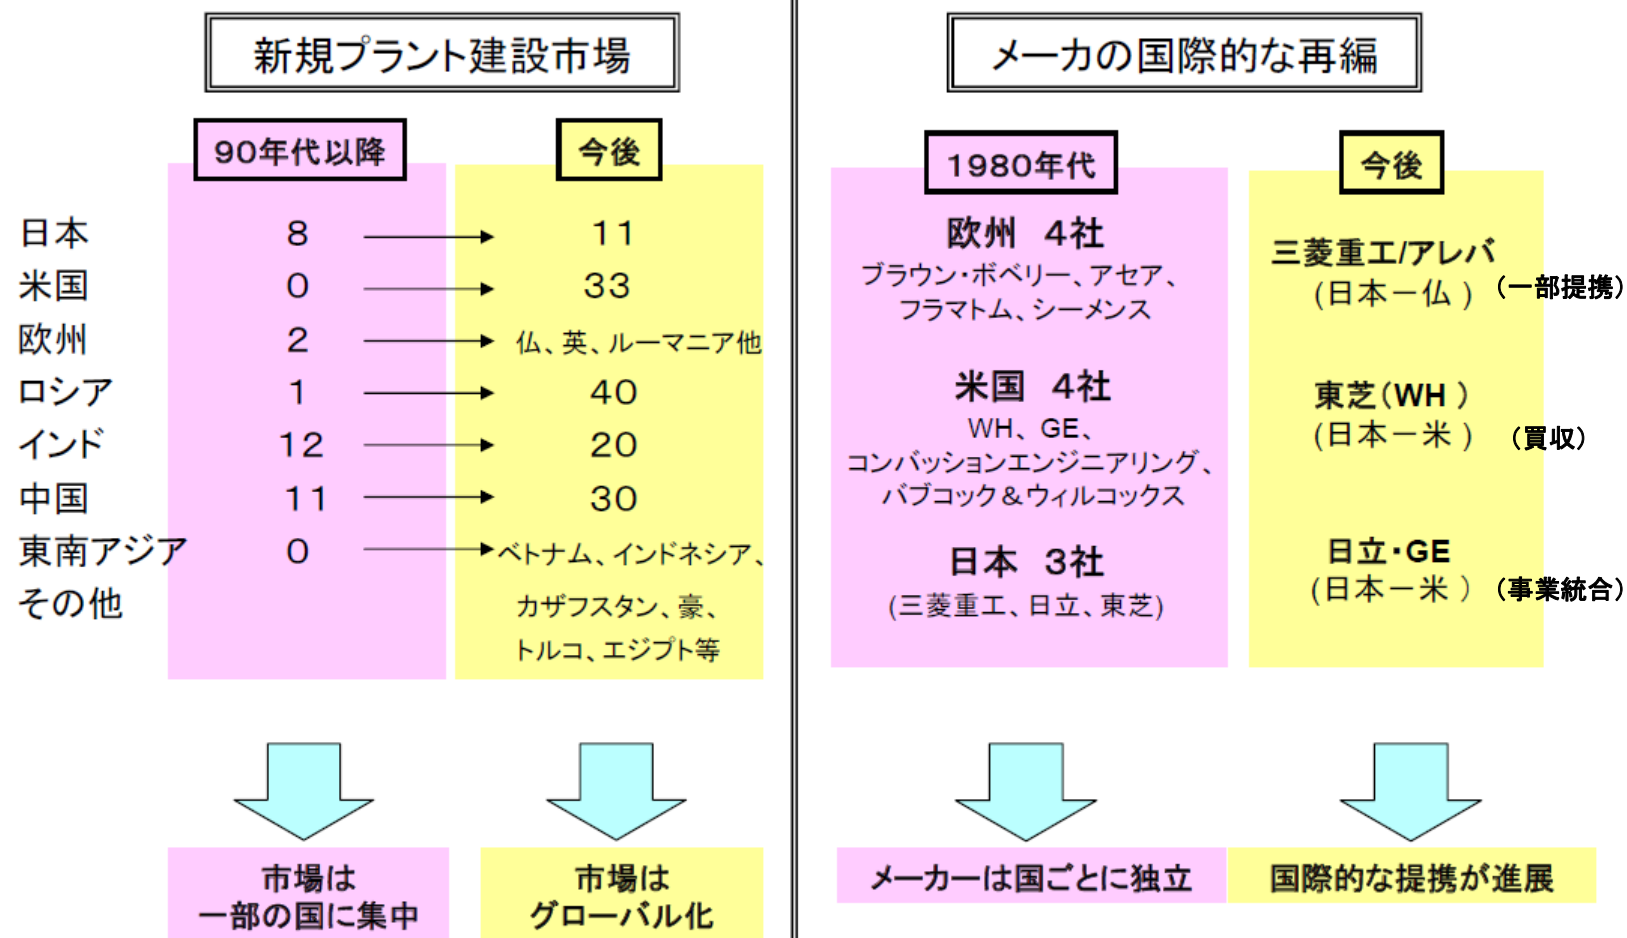 新規プラント建設市場
90年代以降
今後
日本 8 11
米国 0 33
欧州 2 仏、英、ルーマニア他
ロシア 1 40
インド 12 20
中国 11 30
東南アジア 0 ベトナム、インドネシア、
その他 カザフスタン、豪、
トルコ、エジプト等
市場は
一部の国に集中
市場は
グローバル化
メーカの国際的な再編
1980年代
欧州 4社
ブラウン・ボベリー、アセア、
フラマトム、シーメンス
米国 4社
WH、GE、
コンバッションエンジニアリング、
バブコック&ウィルコックス
日本 3社
(三菱重工、日立、東芝)
今後
三菱重工/アレバ
(日本－仏 ) (一部提携)
東芝(WH )
(日本－米 ) (買収)
日立・GE
(日本－米 ) (事業統合)
メーカーは国ごとに独立
国際的な提携が進展